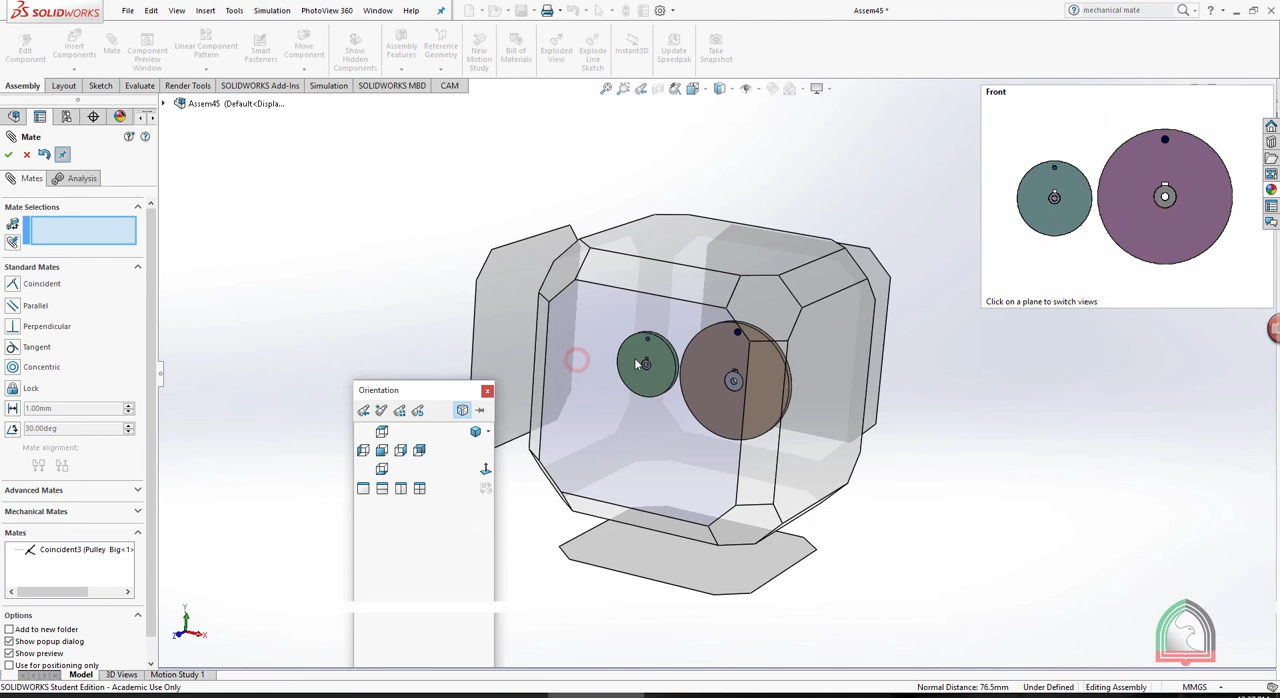 SOLIDWORKS
File
Edit
View
Insert
Tools
Simulation
PhotoView 360
Window
Help
Assem45 *
mechanical mate
Edit Component
Insert Components
Mate
Component Preview Window
Linear Component Pattern
Smart Fasteners
Move Component
Show Hidden Components
Assembly Features
Reference Geometry
New Motion Study
Bill of Materials
Exploded View
Explode Line Sketch
Instant3D
Update Speedpak
Take Snapshot
Assembly
Layout
Sketch
Evaluate
Render Tools
SOLIDWORKS Add-Ins
Simulation
SOLIDWORKS MBD
CAM
Assem45 (Default<Displa...
Mate
Mates
Analysis
Mate Selections
Standard Mates
Coincident
Parallel
Perpendicular
Tangent
Concentric
Lock
1.00mm
30.00deg
Mate alignment:
Advanced Mates
Mechanical Mates
Mates
Coincident3 (Pulley Big<1>
Options
Add to new folder
Show popup dialog
Show preview
Use for positioning only
Orientation
Front
Click on a plane to switch views
Y
X
Z
Model
3D Views
Motion Study 1
SOLIDWORKS Student Edition - Academic Use Only
Normal Distance: 76.5mm
Under Defined
Editing Assembly
MMGS